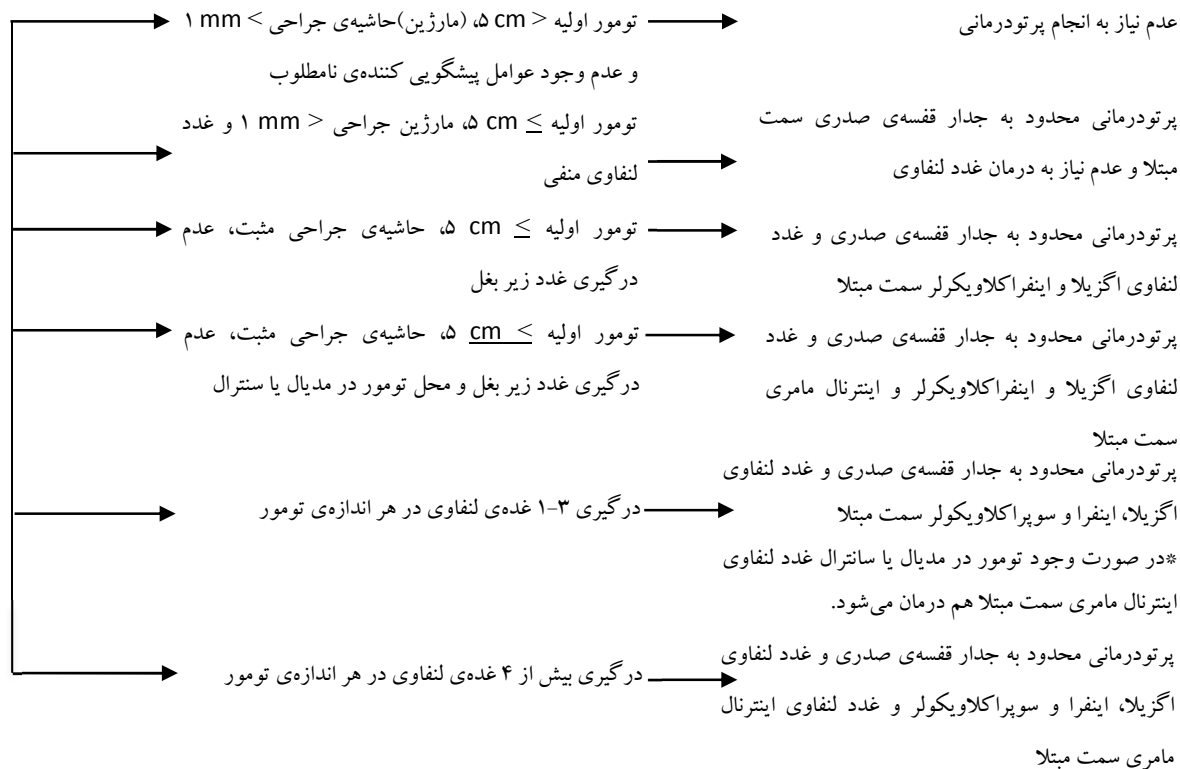 تومور اولیه < ۵ cm، (مارژین)حاشیه‌ی جراحی > ۱ mm
و عدم وجود عوامل پیشگویی کننده‌ی نامطلوب
عدم نیاز به انجام پرتودرمانی
تومور اولیه ≥ ۵ cm، مارژین جراحی < ۱ mm و غدد
لنفاوی منفی
پرتودرمانی محدود به جدار قفسه‌ی صدری سمت
مبتلا و عدم نیاز به درمان غدد لنفاوی
تومور اولیه ≥ ۵ cm، حاشیه‌ی جراحی مثبت، عدم
درگیری غدد زیر بغل
پرتودرمانی محدود به جدار قفسه‌ی صدری و غدد
لنفاوی اگزیلا و اینفراکلاویکرلر سمت مبتلا
تومور اولیه ≥ ۵ cm، حاشیه‌ی جراحی مثبت، عدم
درگیری غدد زیر بغل و محل تومور در مدیال یا سنترال
پرتودرمانی محدود به جدار قفسه‌ی صدری و غدد
لنفاوی اگزیلا و اینفراکلاویکرلر و اینترنال مامری
سمت مبتلا
درگیری ۳-۱ غده‌ی لنفاوی در هر اندازه‌ی تومور
پرتودرمانی محدود به جدار قفسه‌ی صدری و غدد لنفاوی
اگزیلا، اینفرا و سوپراکلاویکولر سمت مبتلا
*در صورت وجود تومور در مدیال یا سانترال غدد لنفاوی
اینترنال مامری سمت مبتلا هم درمان می‌شود.
درگیری بیش از ۴ غده‌ی لنفاوی در هر اندازه‌ی تومور
پرتودرمانی محدود به جدار قفسه‌ی صدری و غدد لنفاوی
اگزیلا، اینفرا و سوپراکلاویکولر و غدد لنفاوی اینترنال
مامری سمت مبتلا